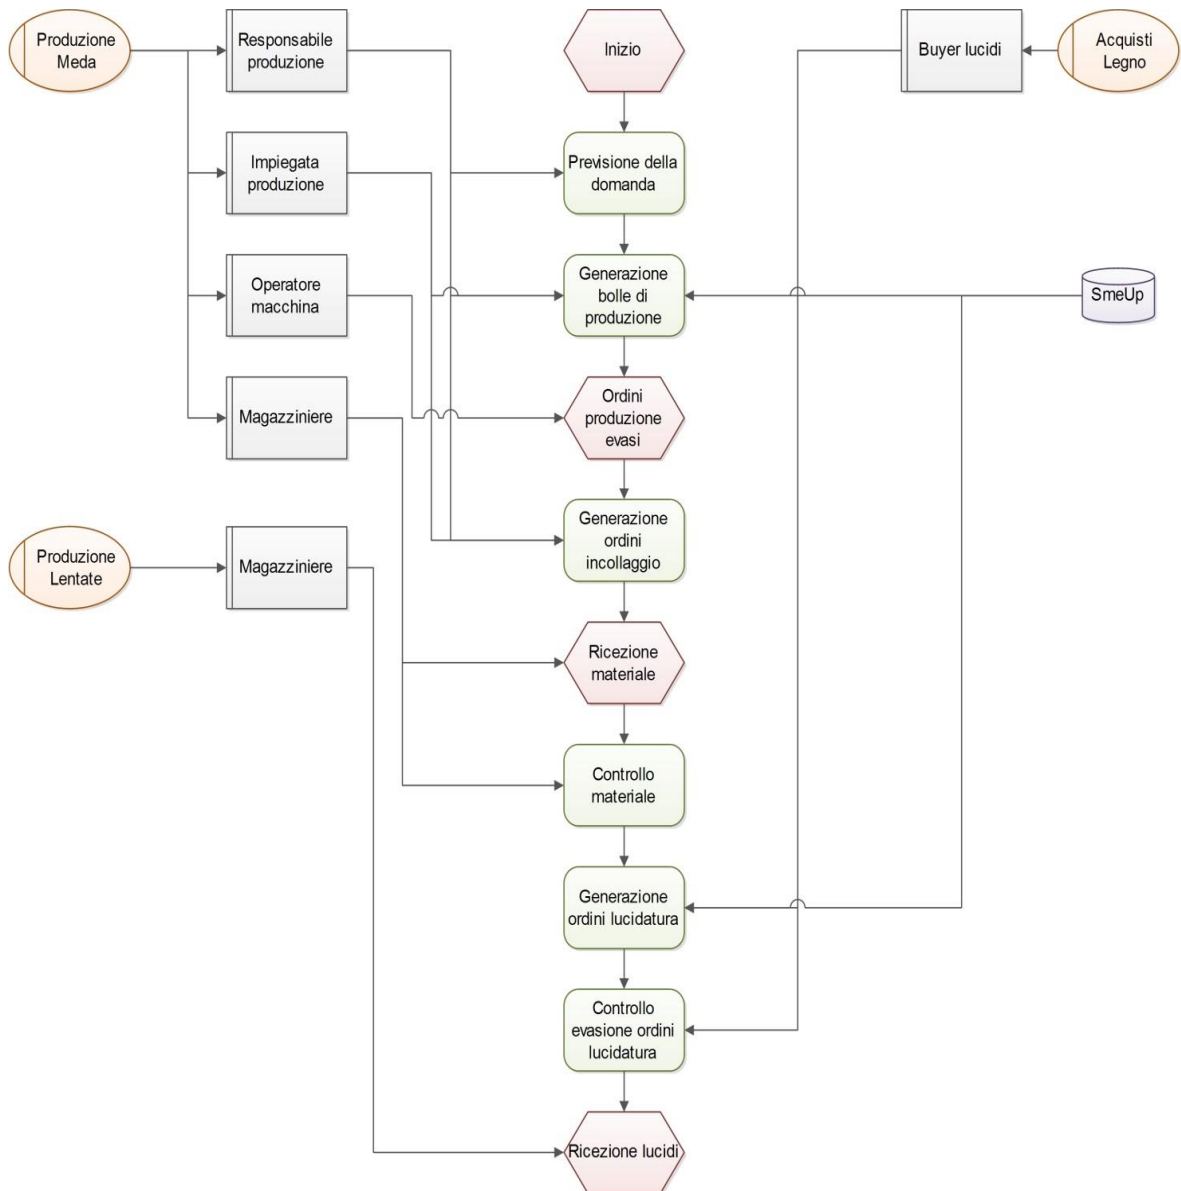 Produzione
Meda
Responsabile
produzione
Inizio
Buyer lucidi
Acquisti
Legno
Impiegata
produzione
Previsione della
domanda
Operatore
macchina
Generazione
bolle di
produzione
SmeUp
Magazziniere
Ordini
produzione
evasi
Generazione
ordini
incollaggio
Produzione
Lentate
Magazziniere
Ricezione
materiale
Controllo
materiale
Generazione
ordini lucidatura
Controllo
evasione ordini
lucidatura
Ricezione lucidi